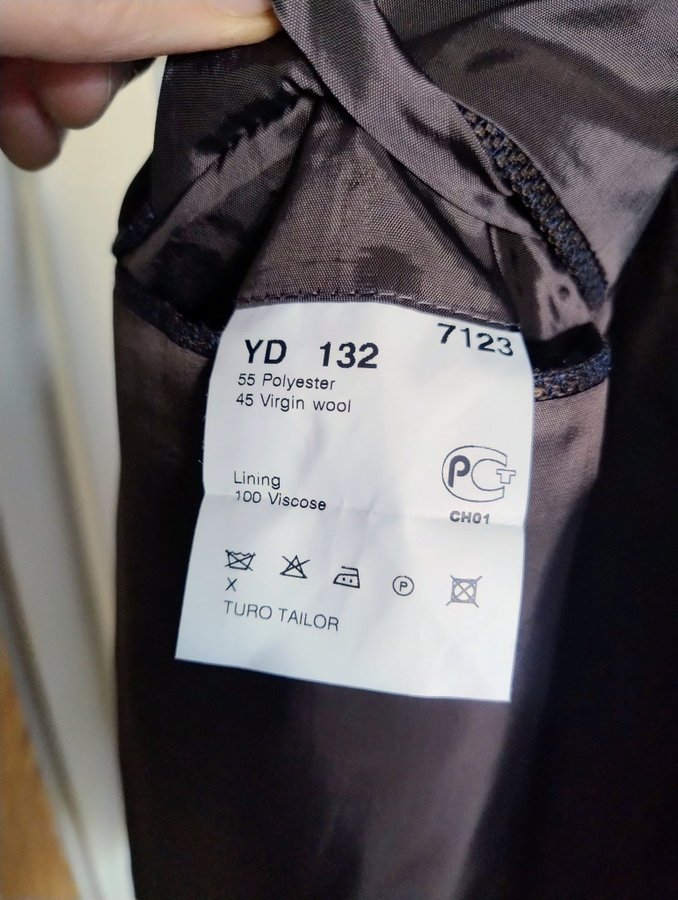 YD 132 7123
55 Polyester
45 Virgin wool
Lining
100 Viscose
PCT
CH01
P
X
TURO TAILOR